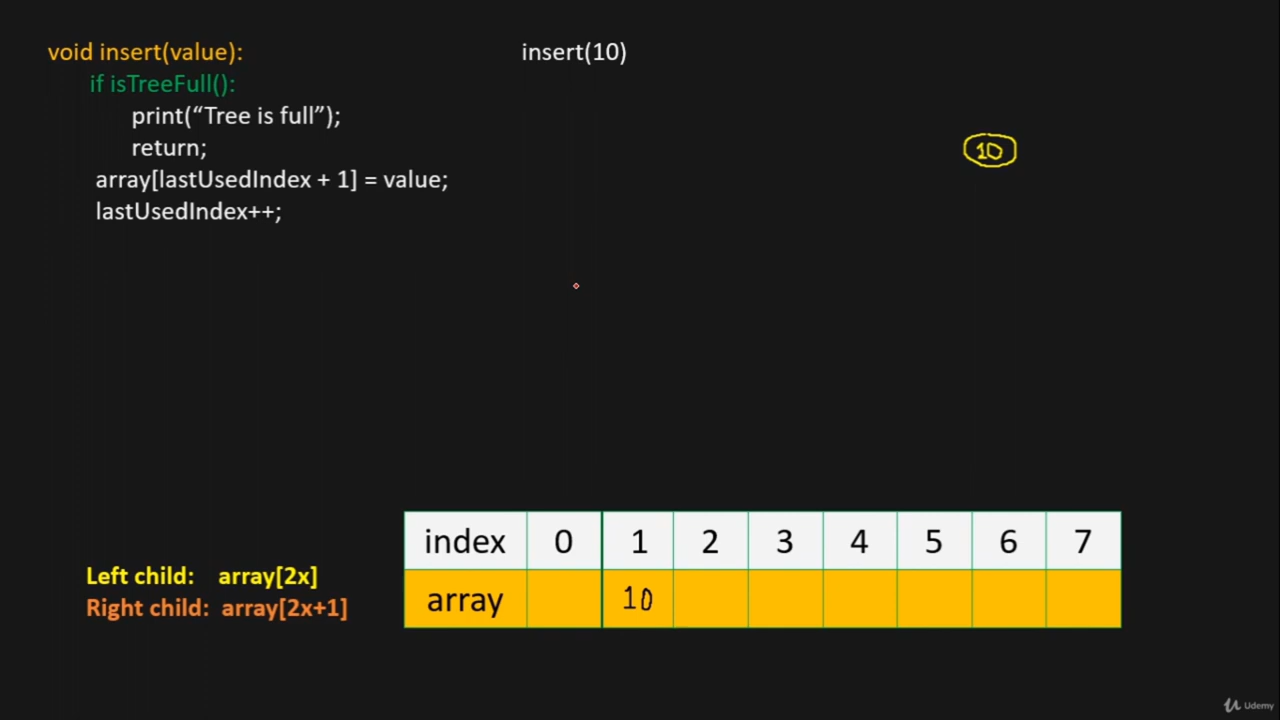 void insert(value):
if isTreeFull():
print(“Tree is full”);
return;
array[lastUsedIndex + 1] = value;
lastUsedIndex++;
insert(10)
10
Left child: array[2x]
Right child: array[2x+1]
index 0 1 2 3 4 5 6 7
array 10
Udemy